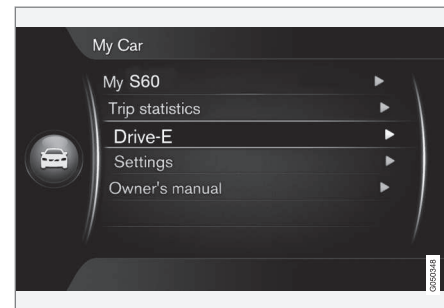 My Car
My S60
Trip statistics
Drive-E
Settings
Owner's manual
G050348